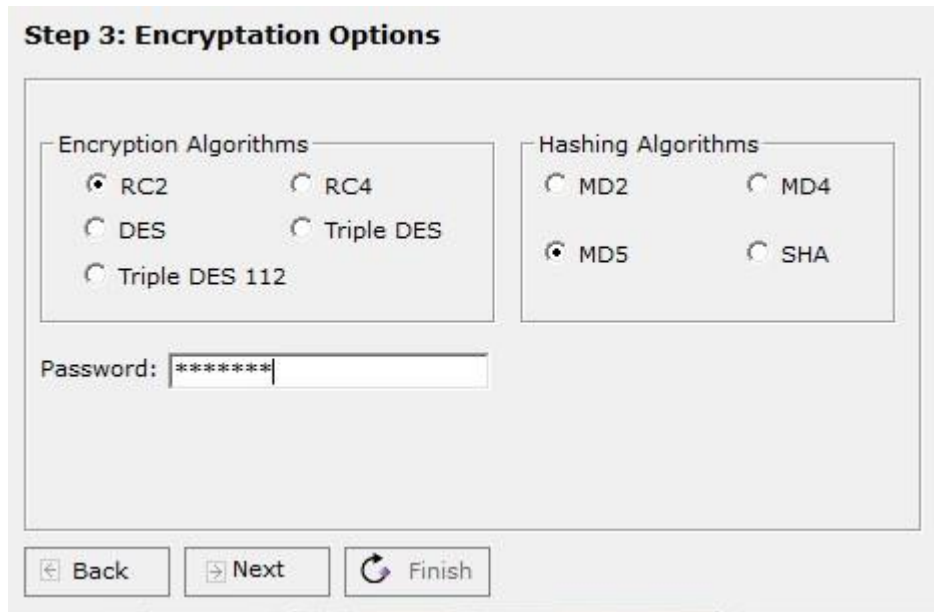 Step 3: Encryptation Options
Encryption Algorithms
RC2 RC4
DES Triple DES
Triple DES 112
Hashing Algorithms
MD2 MD4
MD5 SHA
Password: *******
Back Next Finish